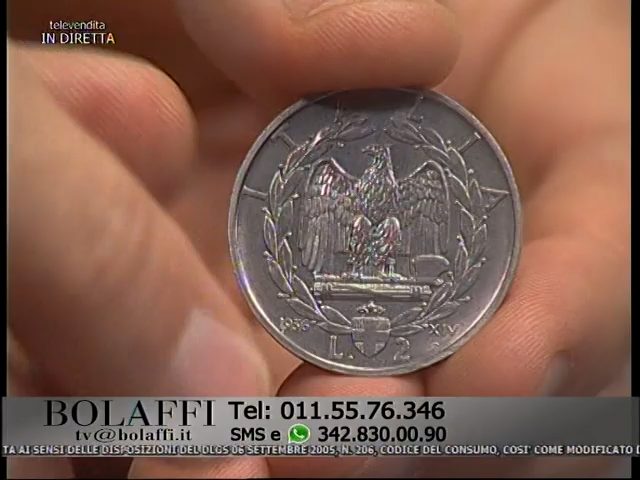 televendita
IN DIRETTA
ITALIA
1936 XIV
L. 2
BOLAFFI
tv@bolaffi.it
Tel: 011.55.76.346
SMS e 342.830.00.90
TA AI SENSI DELLE DISPOSIZIONI DEL DLGS 06 SETTEMBRE 2005, N. 206, CODICE DEL CONSUMO, COSI' COME MODIFICATO D